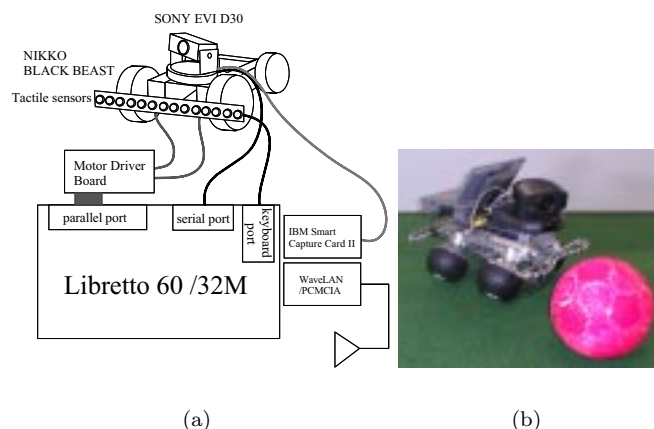 SONY EVI D30
NIKKO
BLACK BEAST
Tactile sensors
Motor Driver
Board
parallel port
serial port
keyboard
port
IBM Smart
Capture Card II
Libretto 60 /32M
WaveLAN
/PCMCIA
(a)
(b)